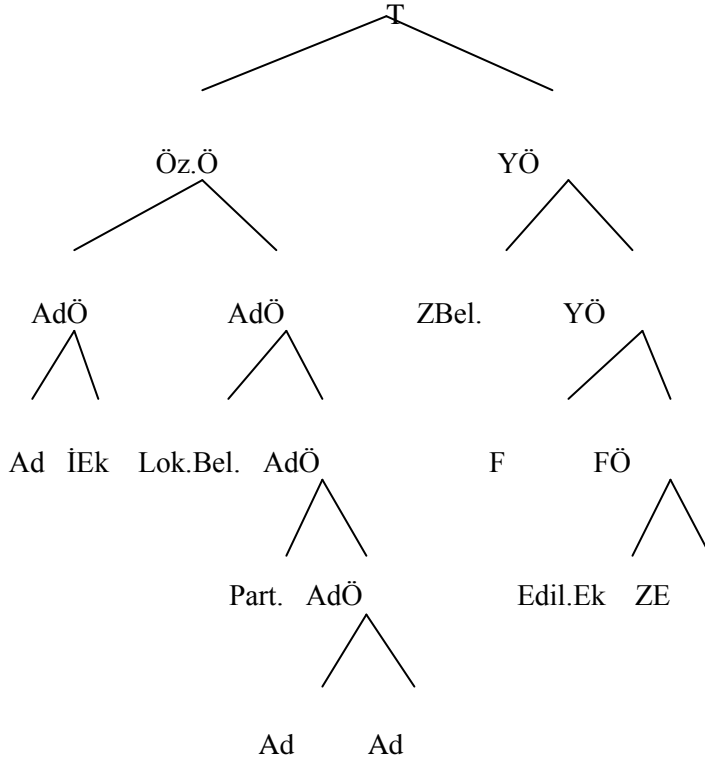 T
Öz.Ö YÖ
AdÖ AdÖ ZBel. YÖ
Ad İEk Lok.Bel. AdÖ F FÖ
Part. AdÖ Edil.Ek ZE
Ad Ad